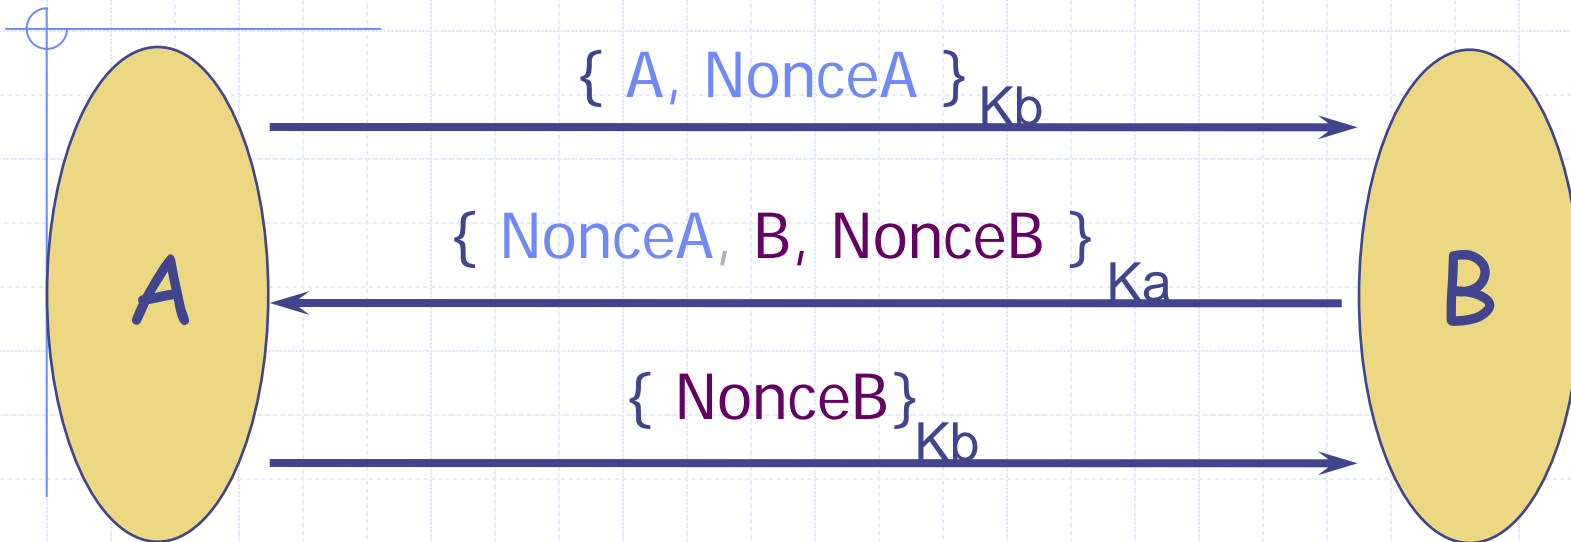 { A, NonceA }Kb
{ NonceA, B, NonceB }Ka
A
B
{ NonceB}Kb